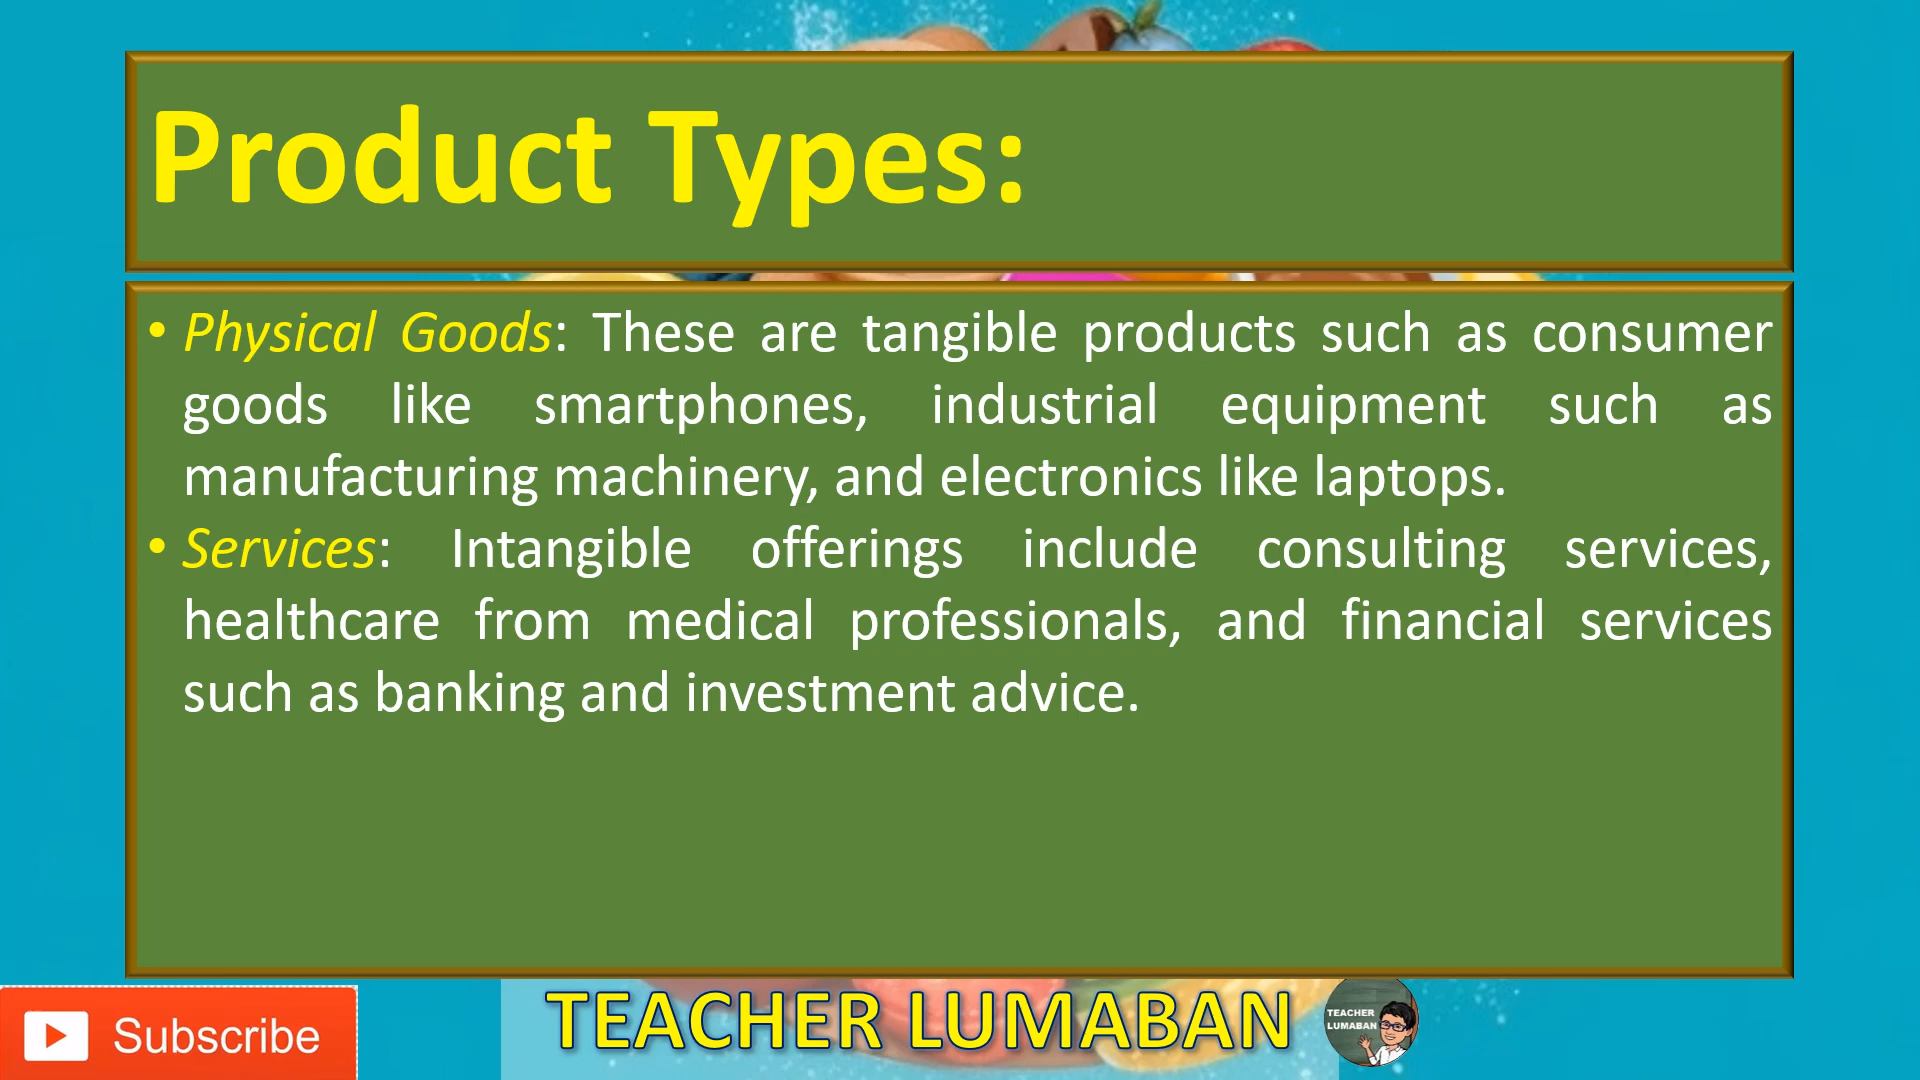 Product Types:
• Physical Goods: These are tangible products such as consumer
goods like smartphones, industrial equipment such as
manufacturing machinery, and electronics like laptops.
• Services: Intangible offerings include consulting services,
healthcare from medical professionals, and financial services
such as banking and investment advice.
Subscribe
TEACHER LUMABAN
TEACHER
LUMABAN